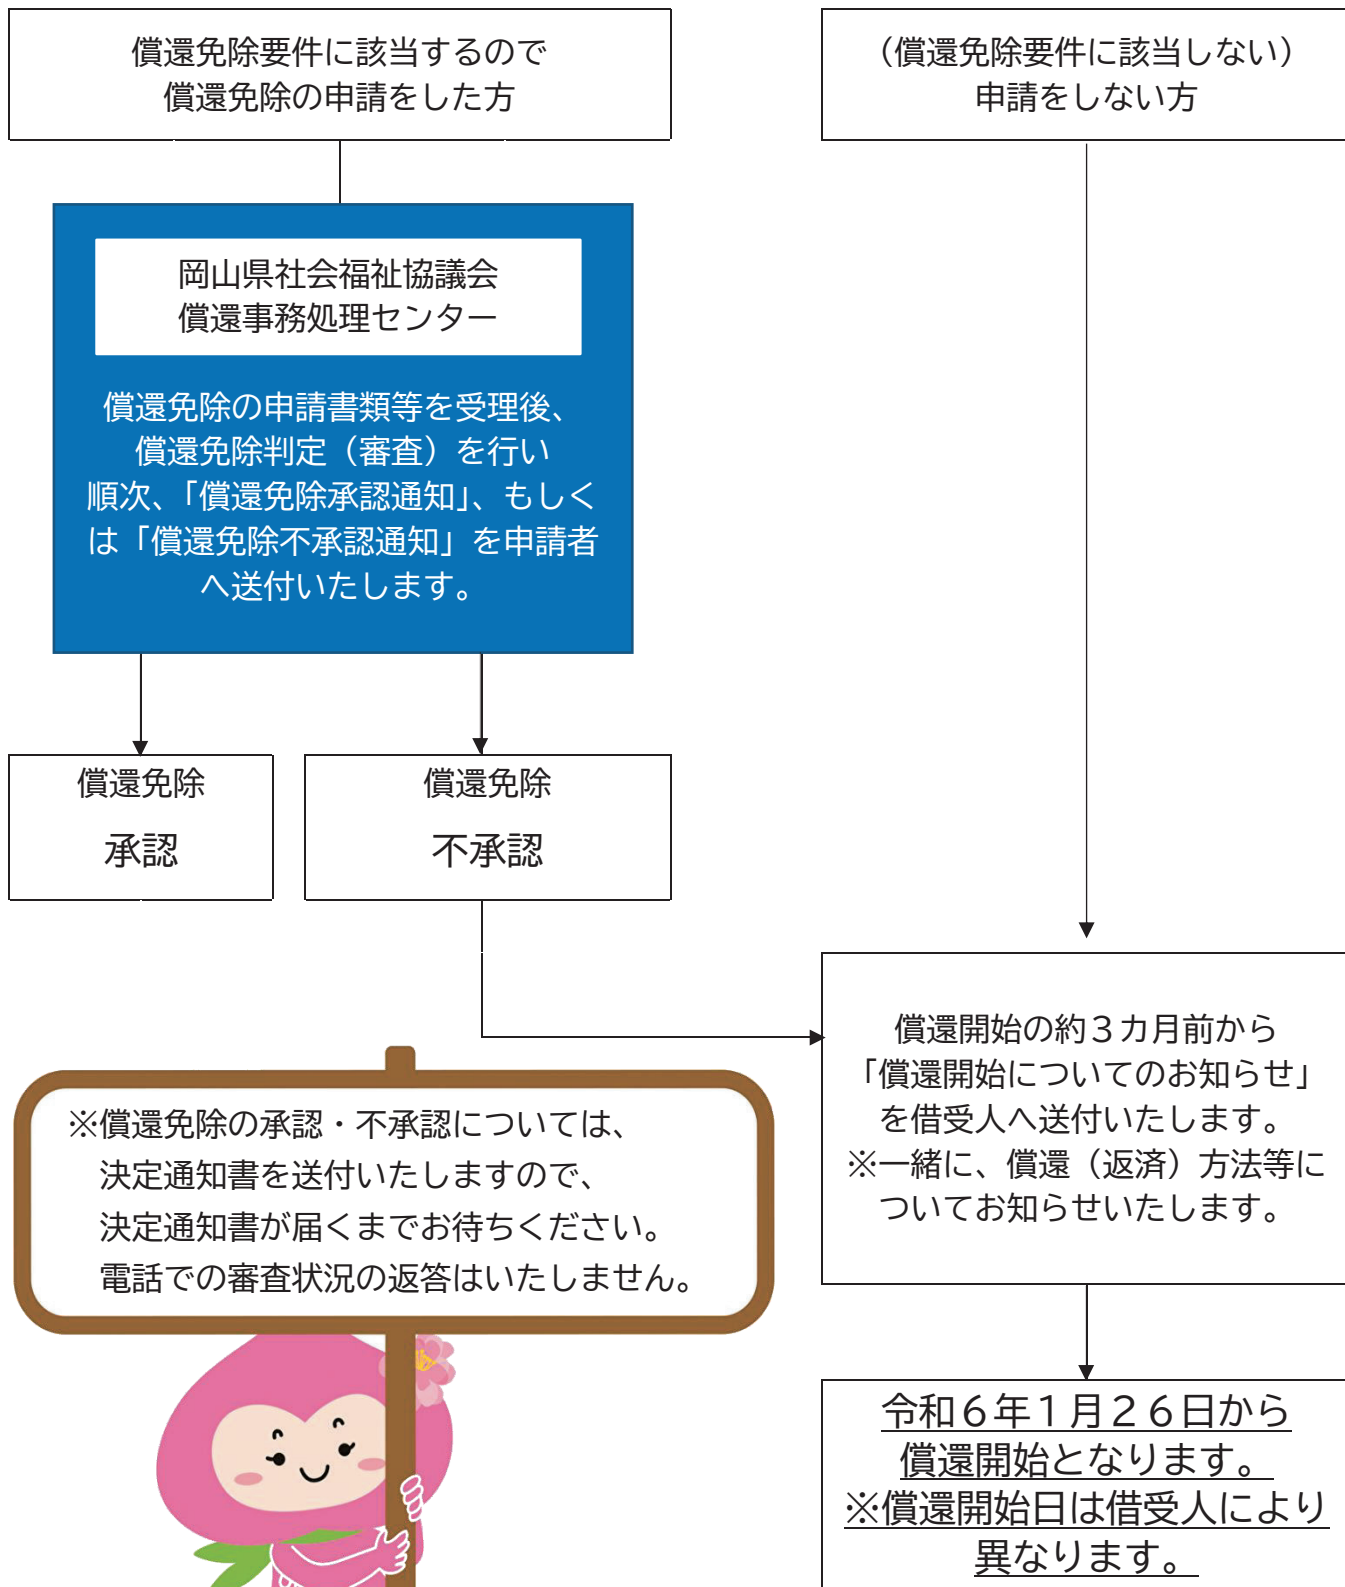 償還免除要件に該当するので
償還免除の申請をした方
（償還免除要件に該当しない）
申請をしない方
岡山県社会福祉協議会
償還事務処理センター
償還免除の申請書類等を受理後、
償還免除判定（審査）を行い
順次、「償還免除承認通知」、もしく
は「償還免除不承認通知」を申請者
へ送付いたします。
償還免除
承認
償還免除
不承認
償還開始の約３カ月前から
「償還開始についてのお知らせ」
を借受人へ送付いたします。
※一緒に、償還（返済）方法等に
ついてお知らせいたします。
※償還免除の承認・不承認については、
決定通知書を送付いたしますので、
決定通知書が届くまでお待ちください。
電話での審査状況の返答はいたしません。
令和６年１月２６日から
償還開始となります。
※償還開始日は借受人により
異なります。